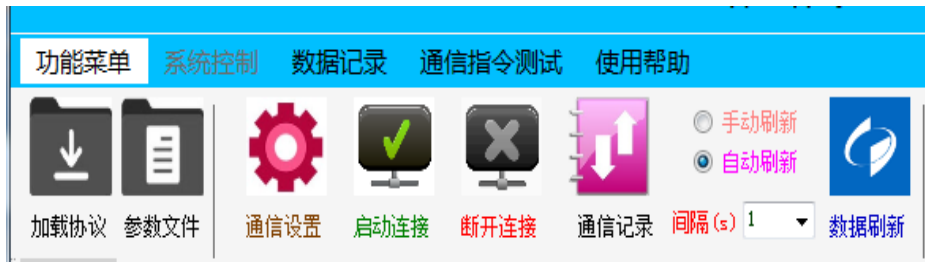 功能菜单 系统控制 数据记录 通信指令测试 使用帮助
手动刷新
自动刷新
加载协议 参数文件 通信设置 启动连接 断开连接 通信记录 间隔(s) 1 数据刷新